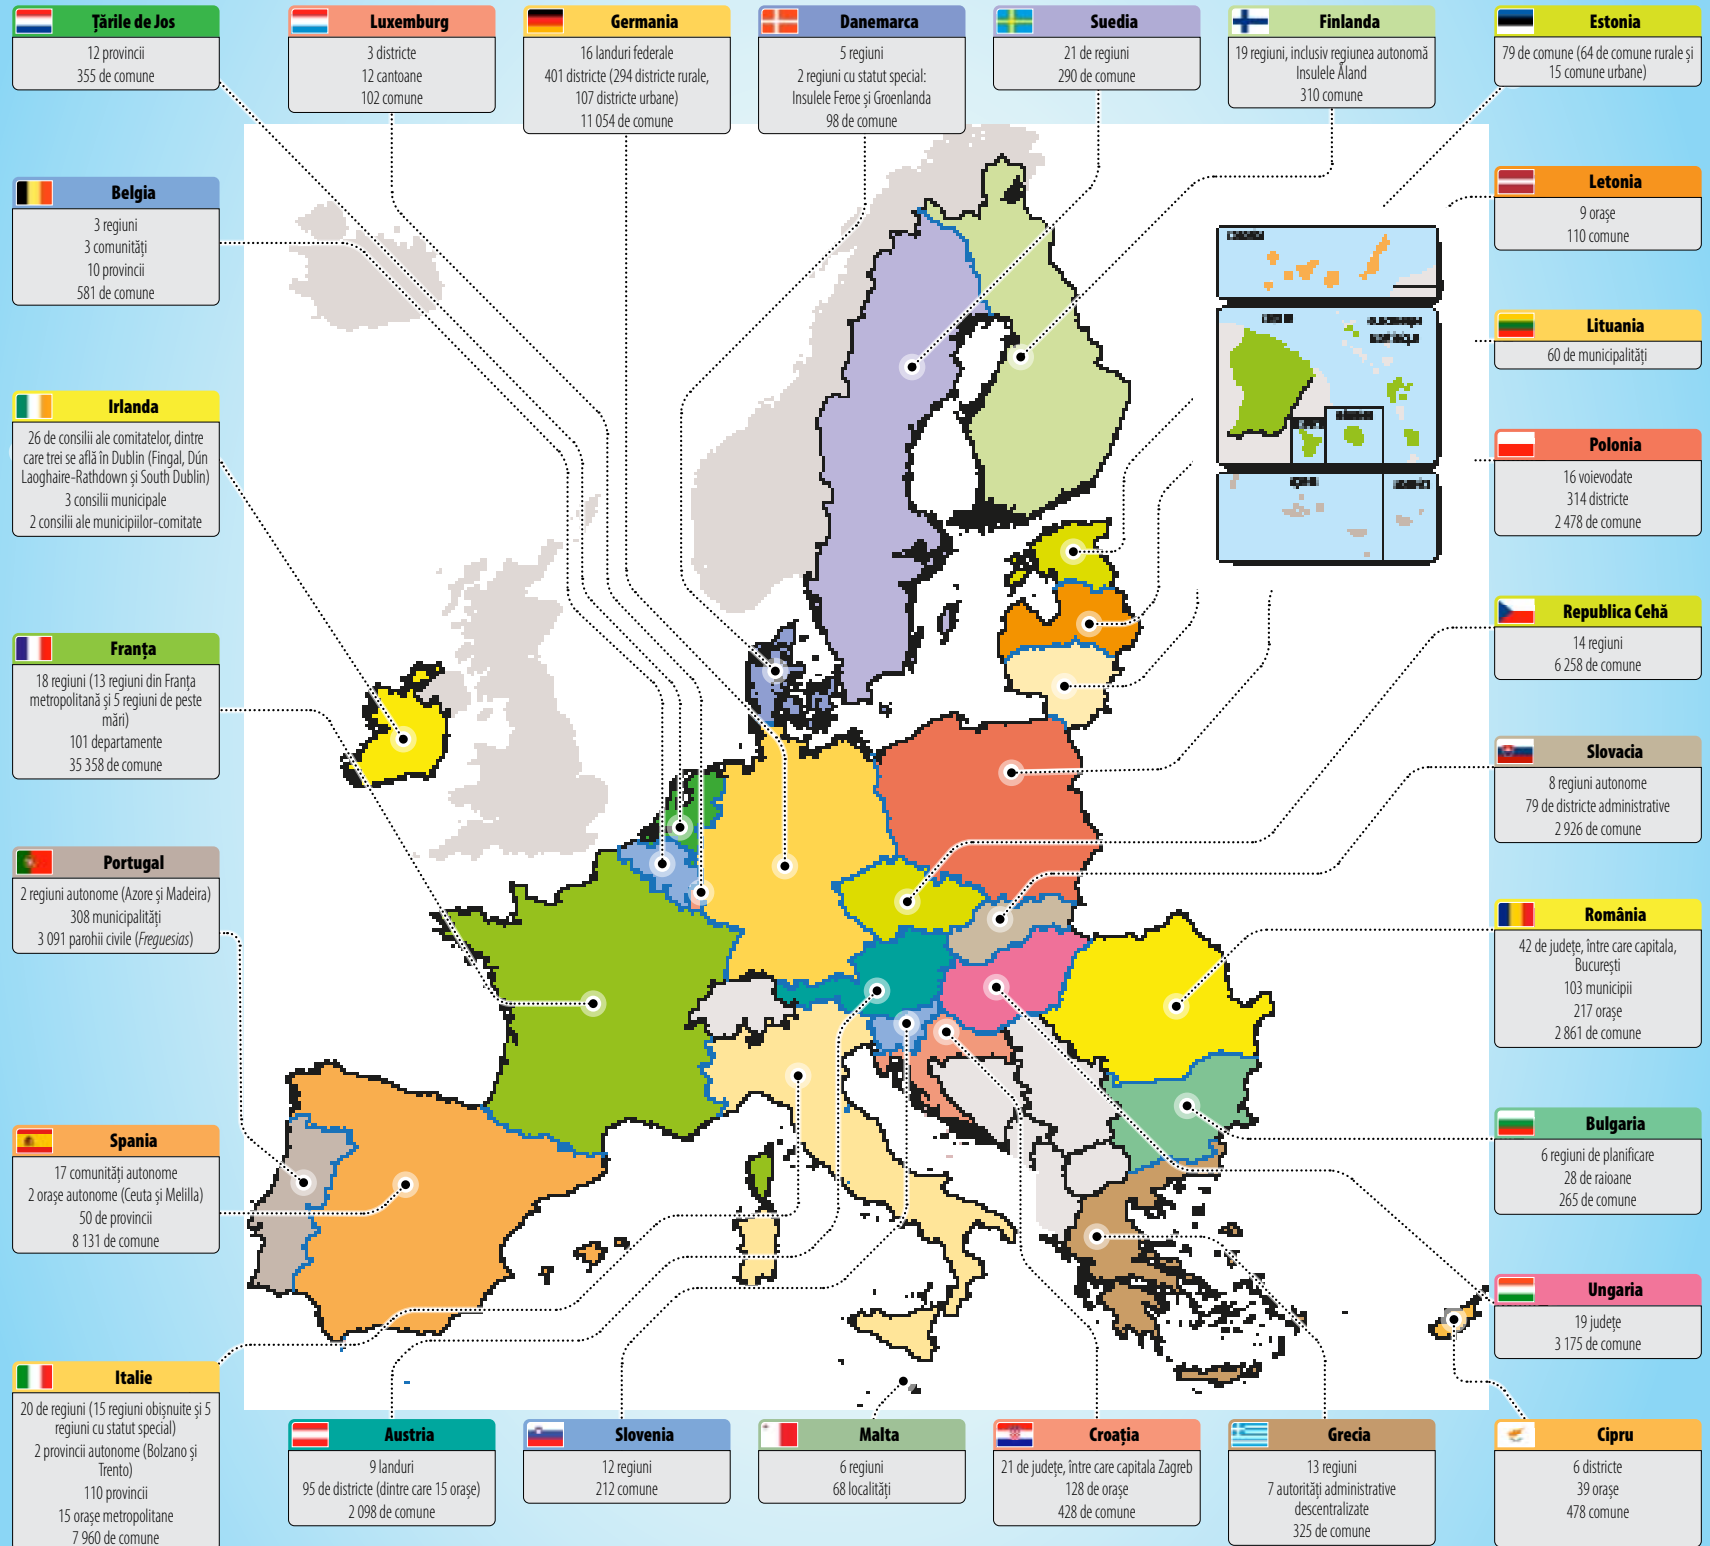 Țările de Jos
12 provincii
355 de comune
Luxemburg
3 districte
12 cantoane
102 comune
Germania
16 landuri federale
401 districte (294 districte rurale,
107 districte urbane)
11 054 de comune
Danemarca
5 regiuni
2 regiuni cu statut special:
Insulele Feroe și Groenlanda
98 de comune
Suedia
21 de regiuni
290 de comune
Finlanda
19 regiuni, inclusiv regiunea autonomă
Insulele Åland
310 comune
Estonia
79 de comune (64 de comune rurale și
15 comune urbane)
Belgia
3 regiuni
3 comunități
10 provincii
581 de comune
Letonia
9 orașe
110 comune
Lituania
60 de municipalități
Irlanda
26 de consilii ale comitatelor, dintre
care trei se află în Dublin (Fingal, Dún
Laoghaire-Rathdown și South Dublin)
3 consilii municipale
2 consilii ale municipiilor-comitate
Polonia
16 voievodate
314 districte
2 478 de comune
Republica Cehă
14 regiuni
6 258 de comune
Franța
18 regiuni (13 regiuni din Franța
metropolitană și 5 regiuni de peste
mări)
101 departamente
35 358 de comune
Slovacia
8 regiuni autonome
79 de districte administrative
2 926 de comune
Portugal
2 regiuni autonome (Azore și Madeira)
308 municipalități
3 091 parohii civile (Freguesias)
România
42 de județe, între care capitala,
București
103 municipii
217 orașe
2 861 de comune
Spania
17 comunități autonome
2 orașe autonome (Ceuta și Melilla)
50 de provincii
8 131 de comune
Bulgaria
6 regiuni de planificare
28 de raioane
265 de comune
Ungaria
19 județe
3 175 de comune
Italie
20 de regiuni (15 regiuni obișnuite și 5
regiuni cu statut special)
2 provincii autonome (Bolzano și
Trento)
110 provincii
15 orașe metropolitane
7 960 de comune
Austria
9 landuri
95 de districte (dintre care 15 orașe)
2 098 de comune
Slovenia
12 regiuni
212 comune
Malta
6 regiuni
68 localități
Croația
21 de județe, între care capitala Zagreb
128 de orașe
428 de comune
Grecia
13 regiuni
7 autorități administrative
descentralizate
325 de comune
Cipru
6 districte
39 orașe
478 comune